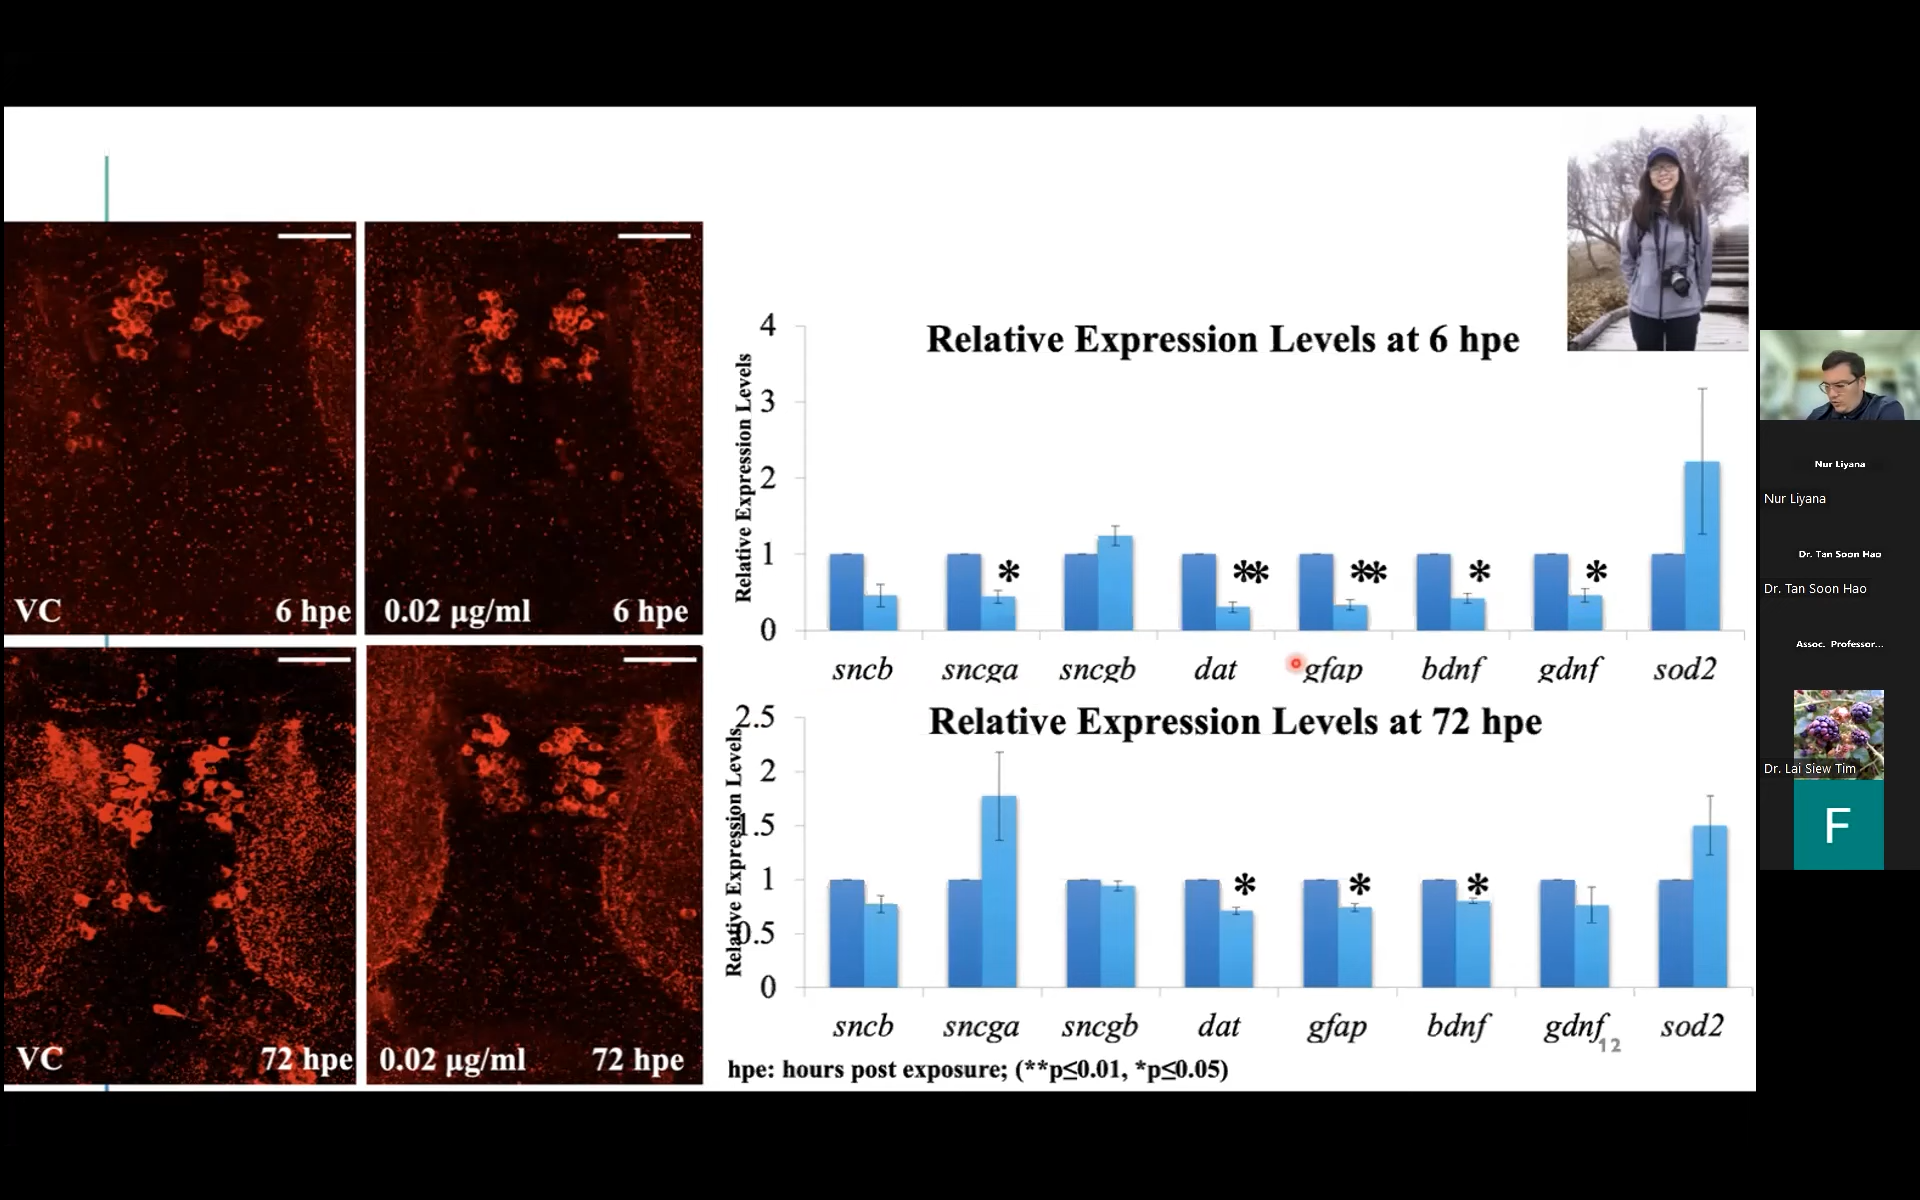 VC
6 hpe
0.02 µg/ml
6 hpe
VC
72 hpe
0.02 µg/ml
72 hpe
Relative Expression Levels at 6 hpe
Relative Expression Levels
4
3
2
1
0
*
**
**
*
*
sncb
sncga
sncgb
dat
gfap
bdnf
gdnf
sod2
Relative Expression Levels at 72 hpe
Relative Expression Levels
2.5
2
1.5
1
0.5
0
*
*
*
sncb
sncga
sncgb
dat
gfap
bdnf
gdnf
sod2
12
hpe: hours post exposure; (**p≤0.01, *p≤0.05)
Nur Liyana
Nur Liyana
Dr. Tan Soon Hao
Dr. Tan Soon Hao
Assoc. Professor...
Dr. Lai Siew Tim
F